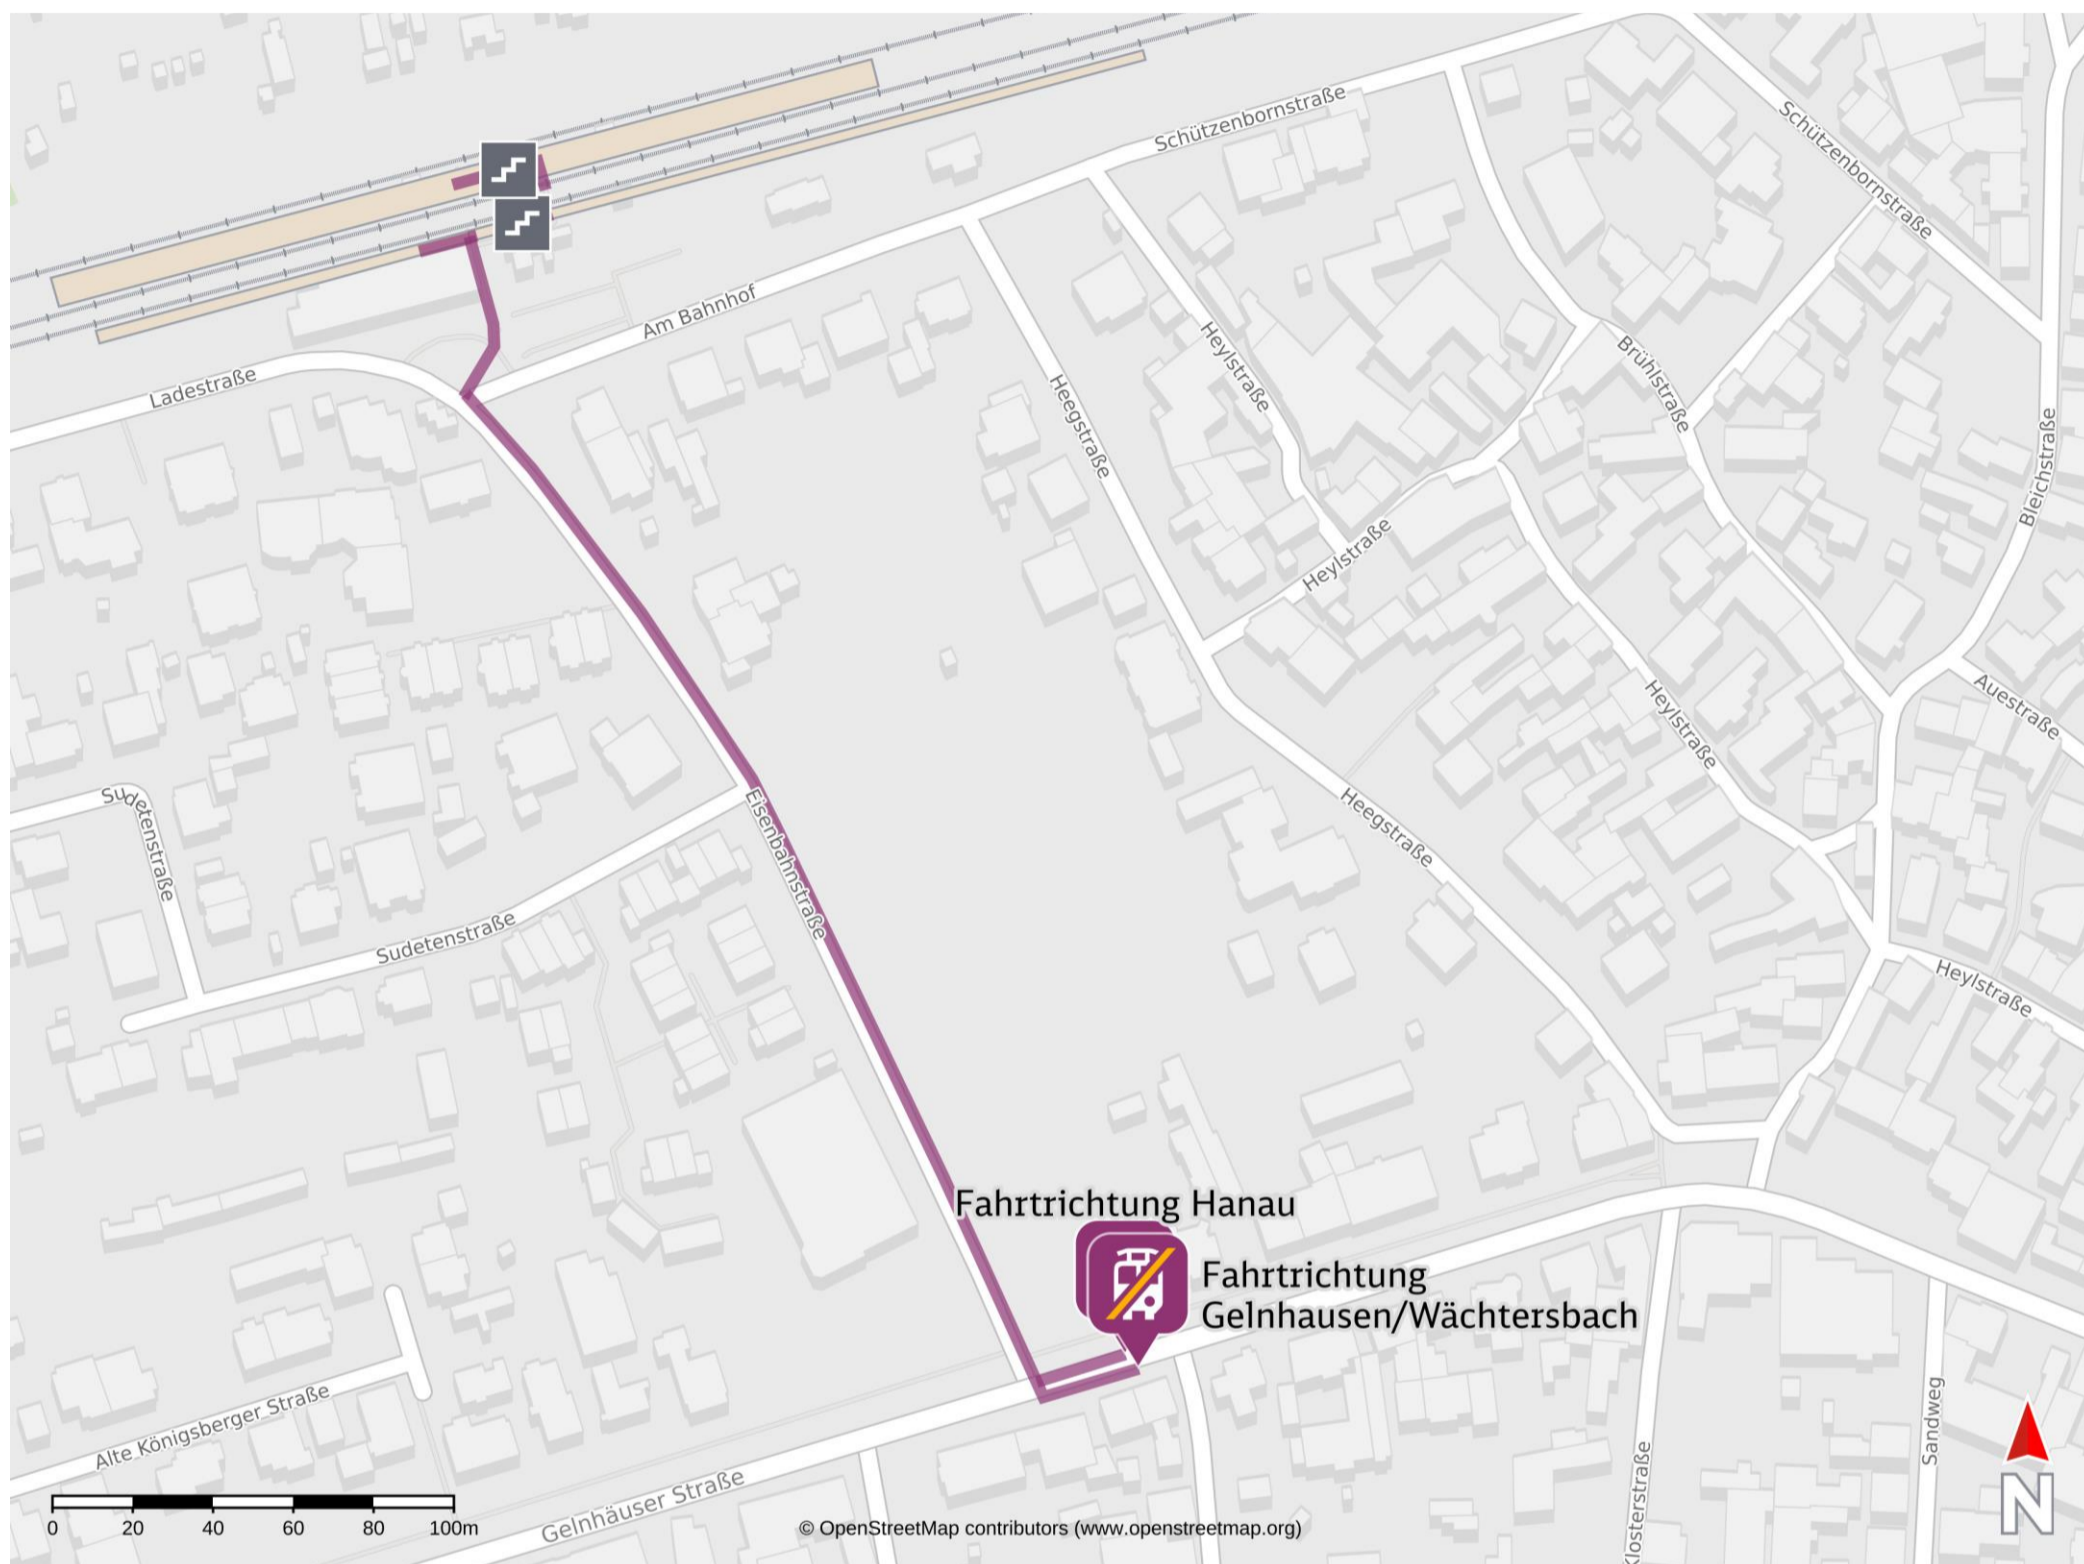 Schützenbornstraße
Schützenbornstraße
Am Bahnhof
Ladestraße
Heylstraße
Brühlstraße
Heegstraße
Bleichstraße
Heylstraße
Auestraße
Heylstraße
Sudetenstraße
Eisenbahnstraße
Heegstraße
Sudetenstraße
Heylstraße
Fahrtrichtung Hanau
Fahrtrichtung
Gelnhausen/Wächtersbach
Alte Königsberger Straße
Sandweg
Klosterstraße
Gelnhäuser Straße
N
0 20 40 60 80 100m
© OpenStreetMap contributors (www.openstreetmap.org)